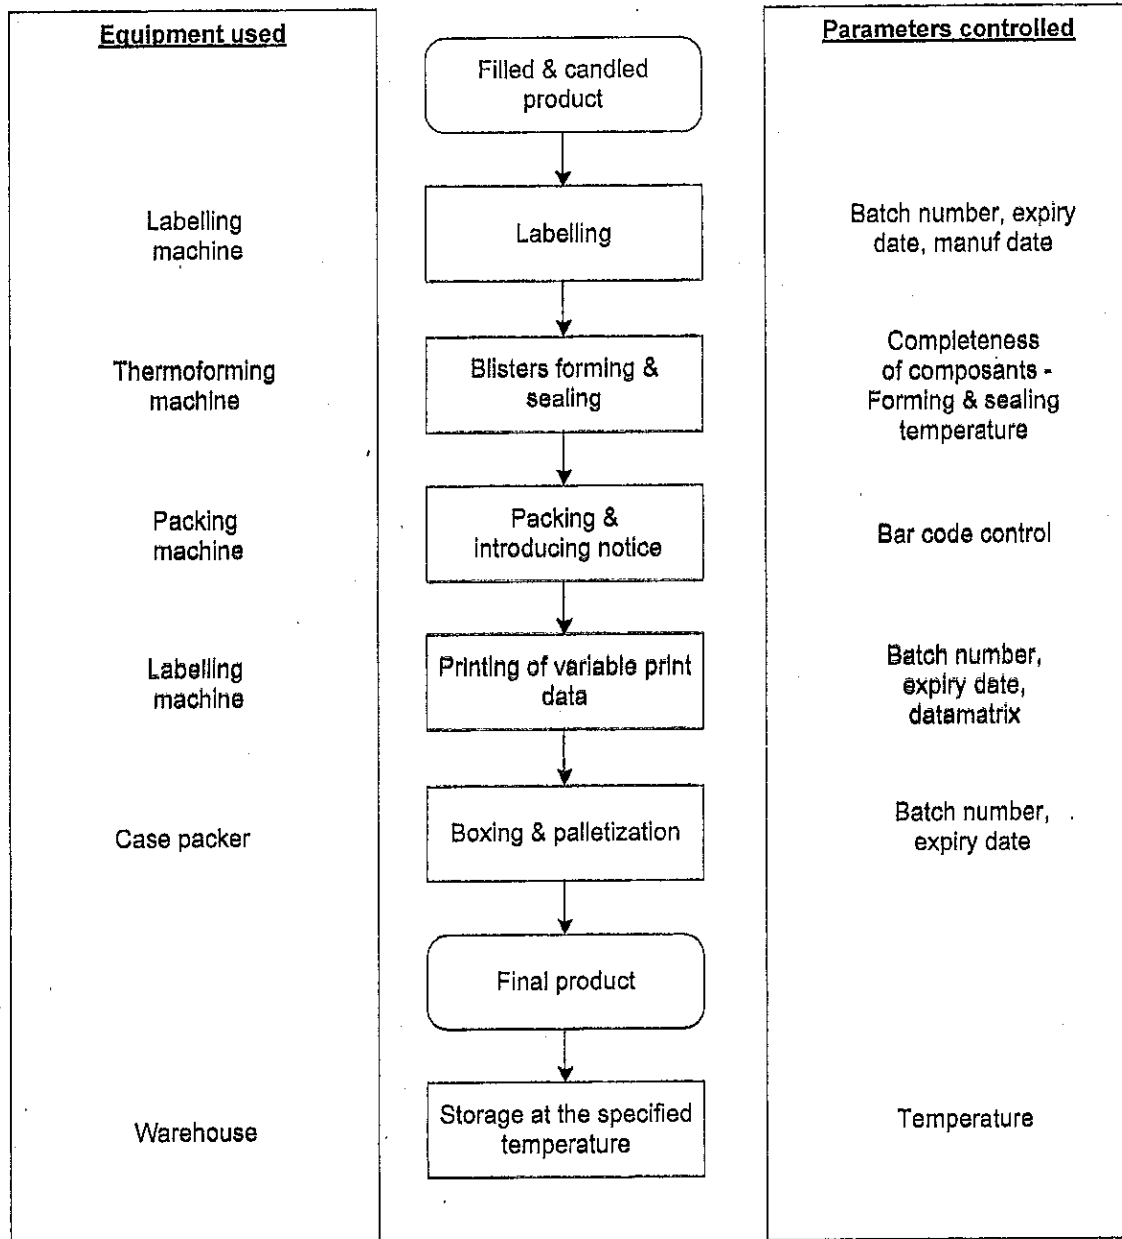 Equipment used
Parameters controlled
Filled & candled
product
Labelling
machine
Labelling
Batch number, expiry
date, manuf date
Thermoforming
machine
Blisters forming &
sealing
Completeness
of composants -
Forming & sealing
temperature
Packing
machine
Packing &
introducing notice
Bar code control
Labelling
machine
Printing of variable print
data
Batch number,
expiry date,
datamatrix
Case packer
Boxing & palletization
Batch number,
expiry date
Final product
Warehouse
Storage at the specified
temperature
Temperature